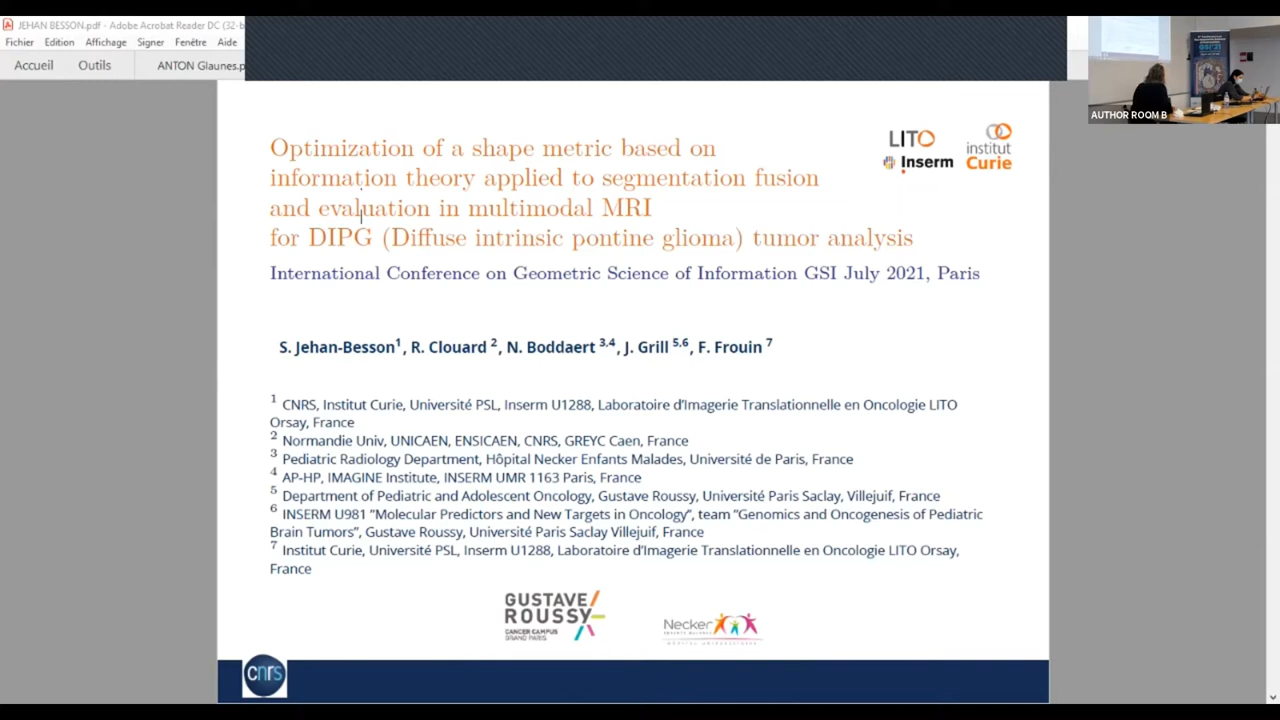 JEHAN BESSON.pdf - Adobe Acrobat Reader DC (32-b
Fichier Edition Affichage Signer Fenêtre Aide
Accueil Outils ANTON Glaunes.p
GSI'21
AUTHOR ROOM B
Optimization of a shape metric based on
information theory applied to segmentation fusion
and evaluation in multimodal MRI
for DIPG (Diffuse intrinsic pontine glioma) tumor analysis
LITO
Inserm
institut
Curie
International Conference on Geometric Science of Information GSI July 2021, Paris
S. Jehan-Besson1, R. Clouard 2, N. Boddaert 3,4, J. Grill 5,6, F. Frouin 7
1 CNRS, Institut Curie, Université PSL, Inserm U1288, Laboratoire d'Imagerie Translationnelle en Oncologie LITO
Orsay, France
2 Normandie Univ, UNICAEN, ENSICAEN, CNRS, GREYC Caen, France
3 Pediatric Radiology Department, Hôpital Necker Enfants Malades, Université de Paris, France
4 AP-HP, IMAGINE Institute, INSERM UMR 1163 Paris, France
5 Department of Pediatric and Adolescent Oncology, Gustave Roussy, Université Paris Saclay, Villejuif, France
6 INSERM U981 ”Molecular Predictors and New Targets in Oncology”, team ”Genomics and Oncogenesis of Pediatric
Brain Tumors”, Gustave Roussy, Université Paris Saclay Villejuif, France
7 Institut Curie, Université PSL, Inserm U1288, Laboratoire d'Imagerie Translationnelle en Oncologie LITO Orsay,
France
GUSTAVE
ROUSSY
CANCER CAMPUS
GRAND PARIS
Necker
cnrs